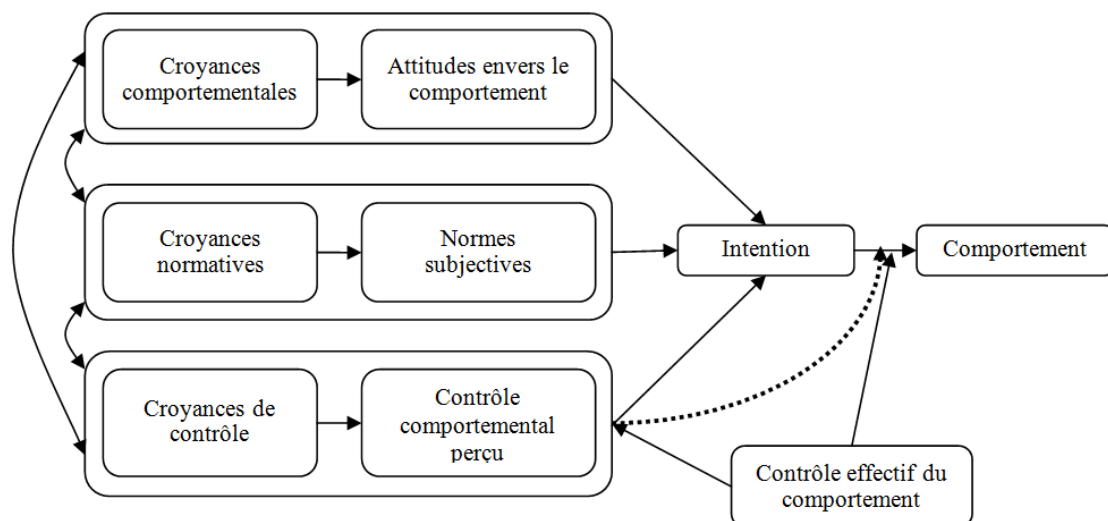 Croyances
comportementales
Attitudes envers le
comportement
Croyances
normatives
Normes
subjectives
Intention
Comportement
Croyances de
contrôle
Contrôle
comportemental
perçu
Contrôle effectif du
comportement